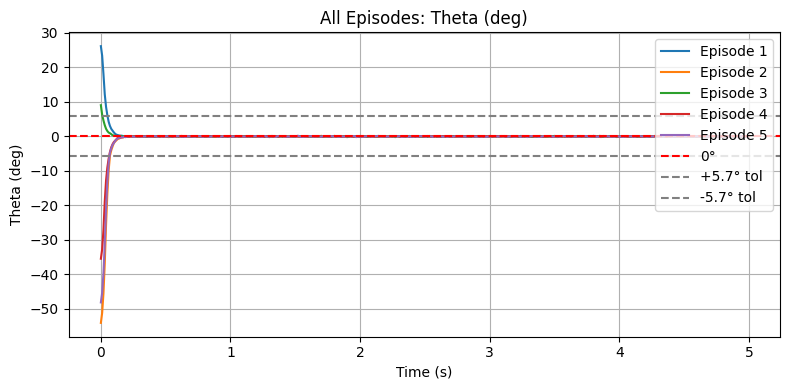 All Episodes: Theta (deg)
Theta (deg)
30
20
10
0
−10
−20
−30
−40
−50
0
1
2
3
4
5
Time (s)
Episode 1
Episode 2
Episode 3
Episode 4
Episode 5
0°
+5.7° tol
-5.7° tol